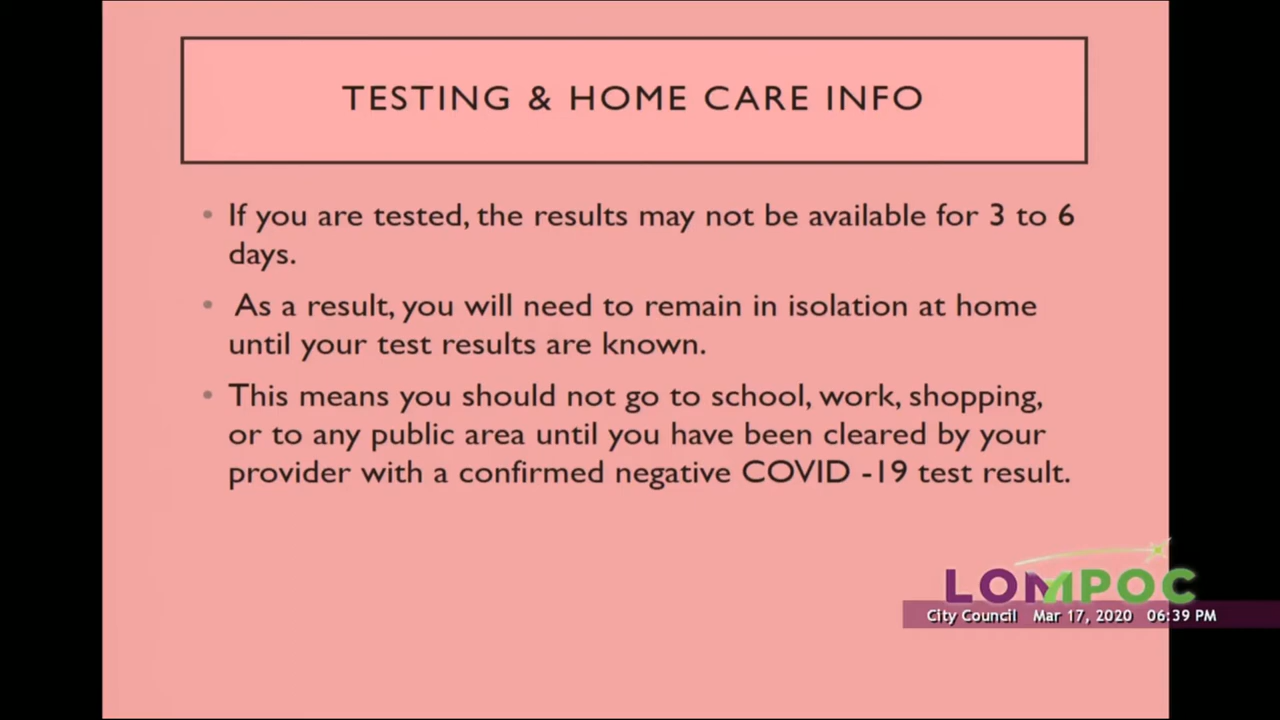 TESTING & HOME CARE INFO
• If you are tested, the results may not be available for 3 to 6
days.
• As a result, you will need to remain in isolation at home
until your test results are known.
• This means you should not go to school, work, shopping,
or to any public area until you have been cleared by your
provider with a confirmed negative COVID -19 test result.
LOMPOC
City Council Mar 17, 2020 06:39 PM